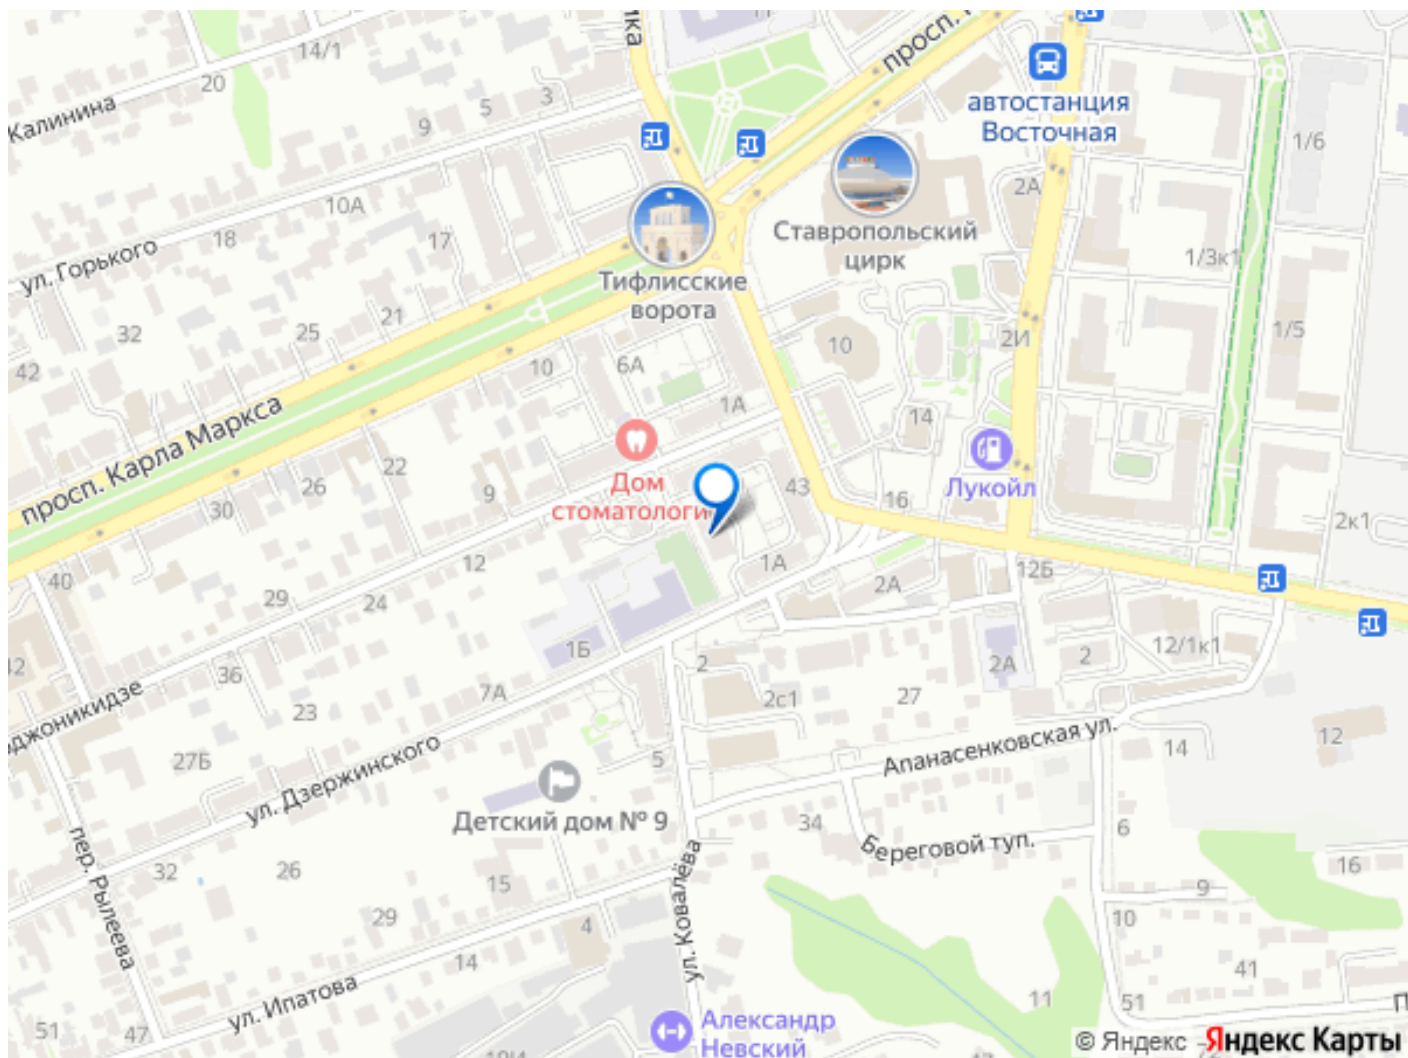 14/1
20
Калинина
5
3
9
просп.
автостанция
Восточная
1/6
2А
10А
18
17
ул. Горького
Ставропольский
цирк
1/3к1
Тифлисские
ворота
32
25
21
1/5
42
10
6А
10
2И
1А
14
просп. Карла Маркса
22
26
9
30
Дом
стоматологи
43
16
Лукойл
2к1
40
12
1А
2А
12Б
29
24
42
36
1Б
2
2А
2
12/1к1
7А
2с1
27
23
27Б
джоникидзе
ул. Дзержинского
5
Апанасенковская ул.
14
12
Детский дом № 9
34
6
Береговой туп.
пер. Рылеева
32
26
15
16
9
29
4
10
ул. Ковалёва
14
41
ул. Ипатова
11
51
51
47
Александр
Невский
© Яндекс
Яндекс Карты